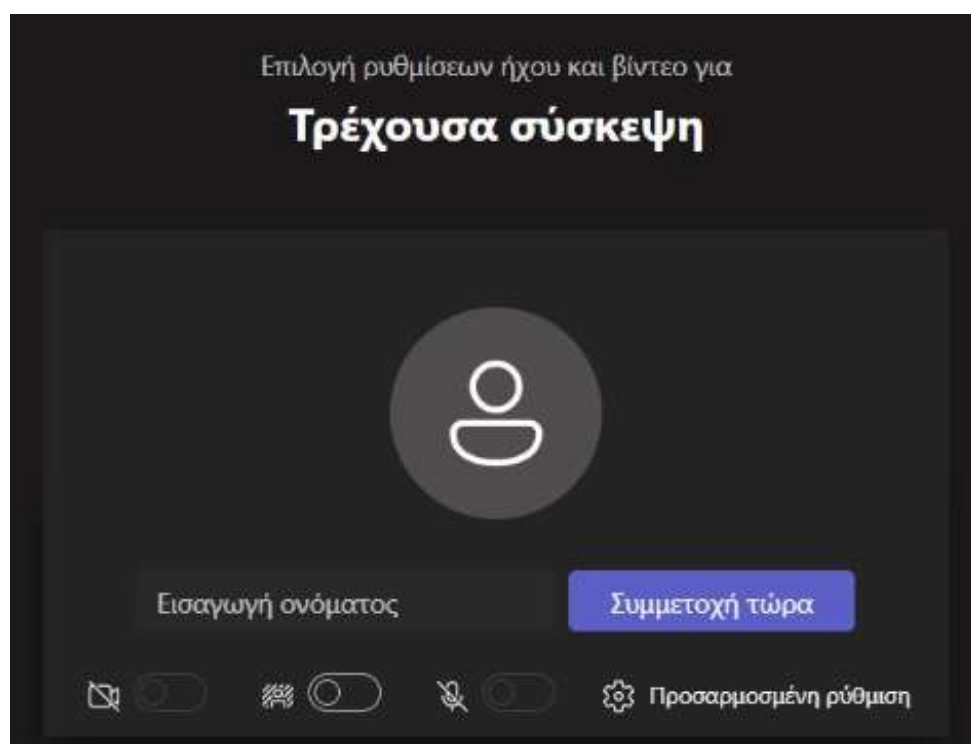 Επιλογή ρυθμίσεων ήχου και βίντεο για
Τρέχουσα σύσκεψη
Εισαγωγή ονόματος
Συμμετοχή τώρα
Προσαρμοσμένη ρύθμιση